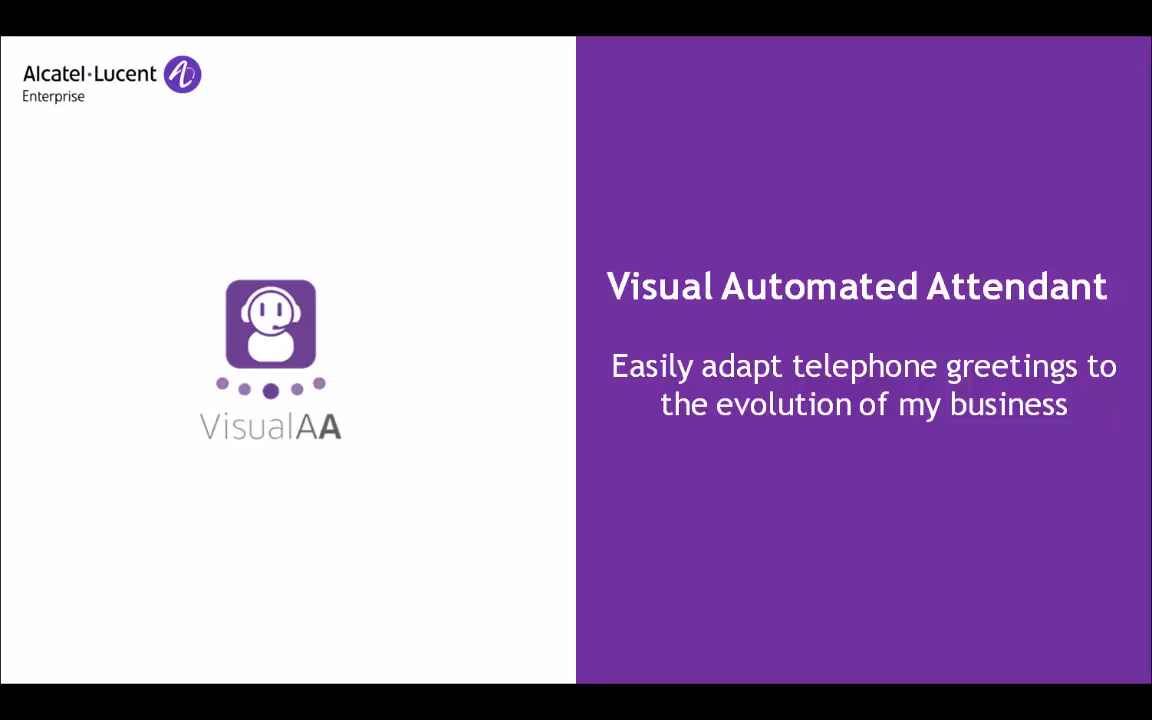 Alcatel·Lucent
Enterprise
VisualAA
Visual Automated Attendant
Easily adapt telephone greetings to
the evolution of my business